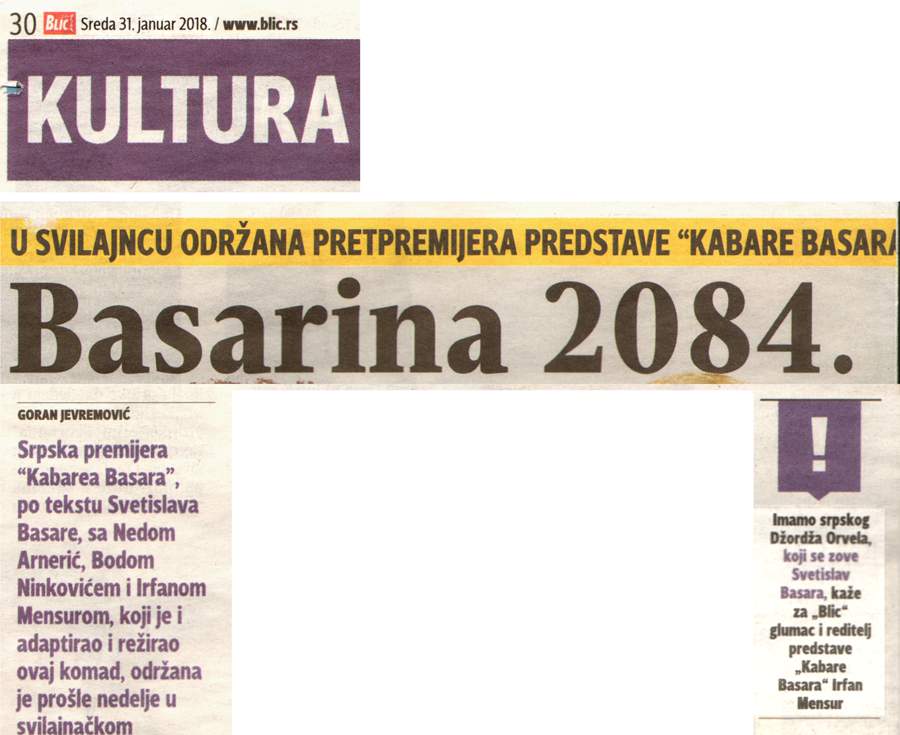 30 BLIC Sreda 31. januar 2018. / www.blic.rs
KULTURA
U SVILAJNCU ODRŽANA PRETPREMIJERA PREDSTAVE “KABARE BASARA
Basarina 2084.
GORAN JEVREMOVIĆ
Srpska premijera
“Kabarea Basara”,
po tekstu Svetislava
Basare, sa Nedom
Arnerić, Bodom
Ninkovićem i Irfanom
Mensurom, koji je i
adaptirao i režirao
ovaj komad, održana
je prošle nedelje u
svilajnačkom
!
Imamo srpskog
Džordža Orvela,
koji se zove
Svetislav
Basara, kaže
za „Blic“
glumac i reditelj
predstave
„Kabare
Basara“ Irfan
Mensur